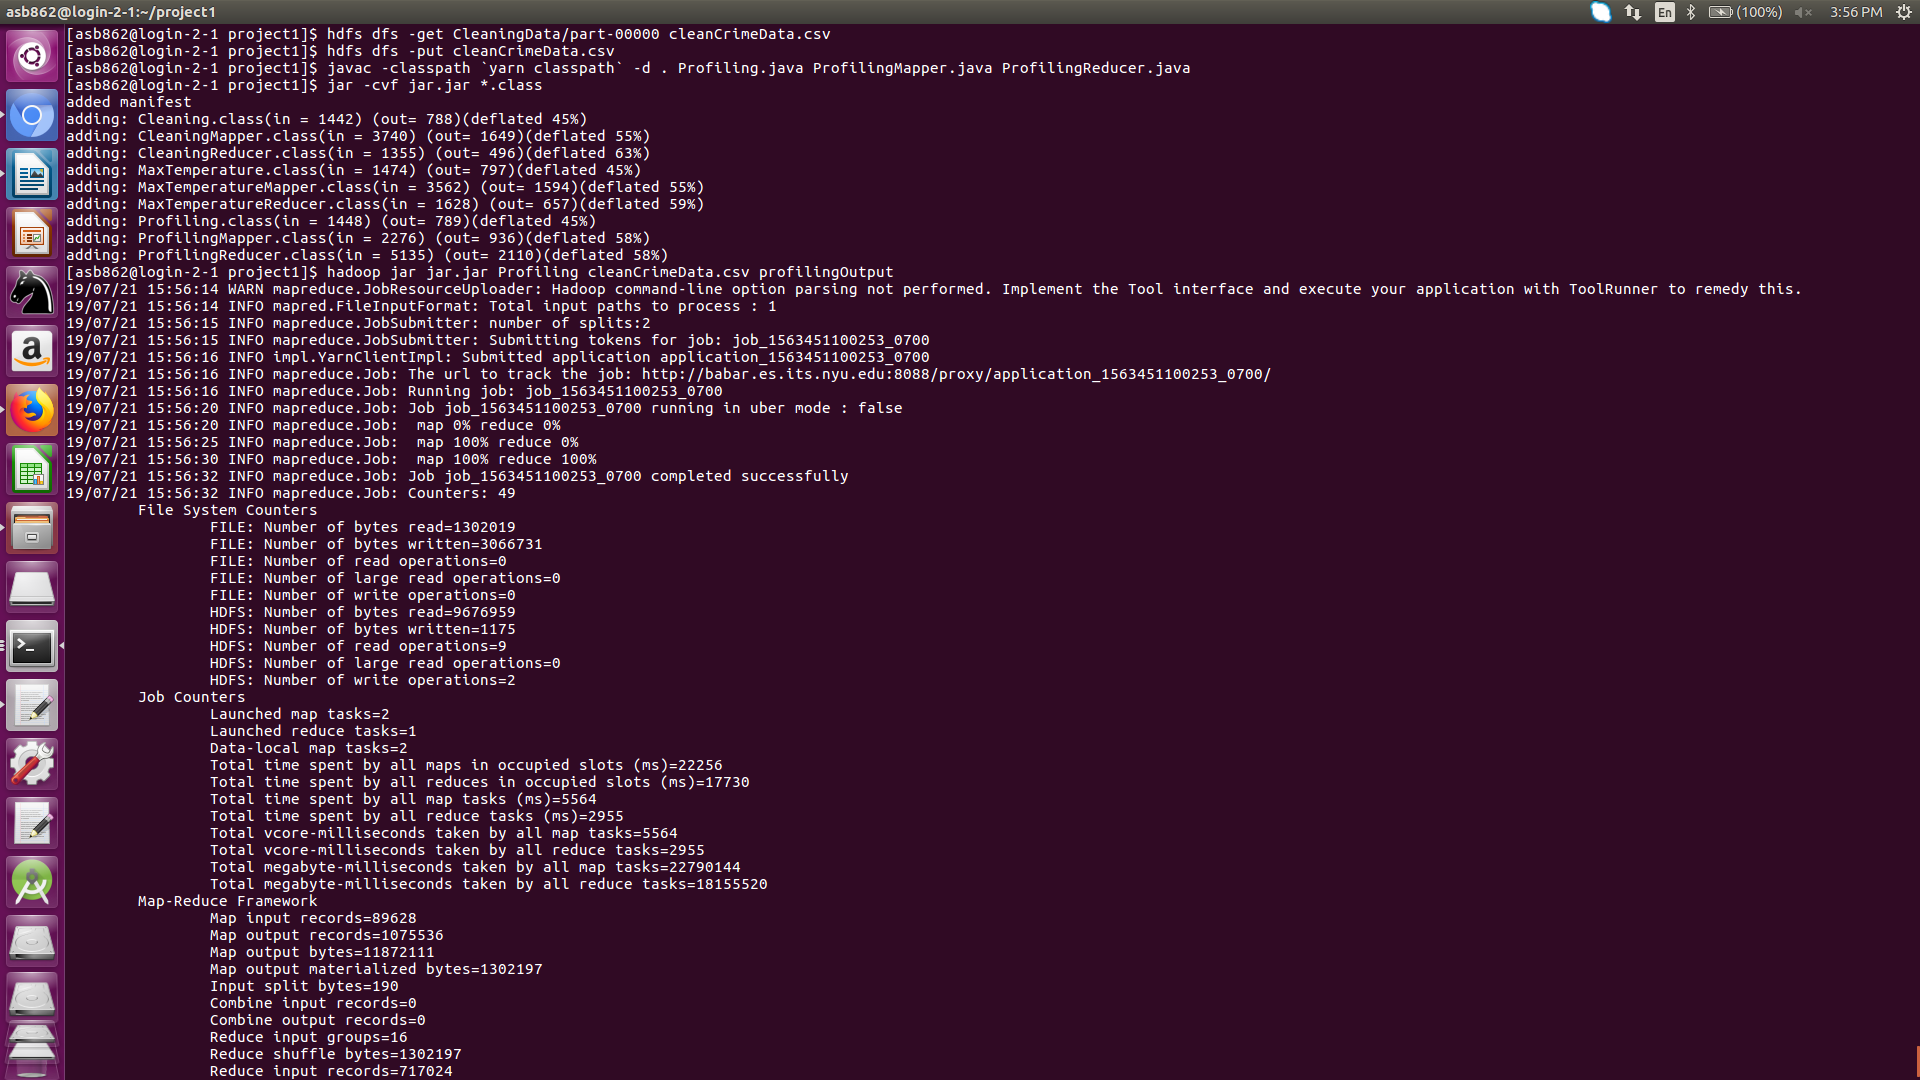 asb862@login-2-1:~/project1
En
(100%)
3:56 PM
[asb862@login-2-1 project1]$ hdfs dfs -get CleaningData/part-00000 cleanCrimeData.csv
[asb862@login-2-1 project1]$ hdfs dfs -put cleanCrimeData.csv
[asb862@login-2-1 project1]$ javac -classpath `yarn classpath` -d . Profiling.java ProfilingMapper.java ProfilingReducer.java
[asb862@login-2-1 project1]$ jar -cvf jar.jar *.class
added manifest
adding: Cleaning.class(in = 1442) (out= 788)(deflated 45%)
adding: CleaningMapper.class(in = 3740) (out= 1649)(deflated 55%)
adding: CleaningReducer.class(in = 1355) (out= 496)(deflated 63%)
adding: MaxTemperature.class(in = 1474) (out= 797)(deflated 45%)
adding: MaxTemperatureMapper.class(in = 3562) (out= 1594)(deflated 55%)
adding: MaxTemperatureReducer.class(in = 1628) (out= 657)(deflated 59%)
adding: Profiling.class(in = 1448) (out= 789)(deflated 45%)
adding: ProfilingMapper.class(in = 2276) (out= 936)(deflated 58%)
adding: ProfilingReducer.class(in = 5135) (out= 2110)(deflated 58%)
[asb862@login-2-1 project1]$ hadoop jar jar.jar Profiling cleanCrimeData.csv profilingOutput
19/07/21 15:56:14 WARN mapreduce.JobResourceUploader: Hadoop command-line option parsing not performed. Implement the Tool interface and execute your application with ToolRunner to remedy this.
19/07/21 15:56:14 INFO mapred.FileInputFormat: Total input paths to process : 1
19/07/21 15:56:15 INFO mapreduce.JobSubmitter: number of splits:2
19/07/21 15:56:15 INFO mapreduce.JobSubmitter: Submitting tokens for job: job_1563451100253_0700
19/07/21 15:56:16 INFO impl.YarnClientImpl: Submitted application application_1563451100253_0700
19/07/21 15:56:16 INFO mapreduce.Job: The url to track the job: http://babar.es.its.nyu.edu:8088/proxy/application_1563451100253_0700/
19/07/21 15:56:16 INFO mapreduce.Job: Running job: job_1563451100253_0700
19/07/21 15:56:20 INFO mapreduce.Job: Job job_1563451100253_0700 running in uber mode : false
19/07/21 15:56:20 INFO mapreduce.Job:  map 0% reduce 0%
19/07/21 15:56:25 INFO mapreduce.Job:  map 100% reduce 0%
19/07/21 15:56:30 INFO mapreduce.Job:  map 100% reduce 100%
19/07/21 15:56:32 INFO mapreduce.Job: Job job_1563451100253_0700 completed successfully
19/07/21 15:56:32 INFO mapreduce.Job: Counters: 49
File System Counters
FILE: Number of bytes read=1302019
FILE: Number of bytes written=3066731
FILE: Number of read operations=0
FILE: Number of large read operations=0
FILE: Number of write operations=0
HDFS: Number of bytes read=9676959
HDFS: Number of bytes written=1175
HDFS: Number of read operations=9
HDFS: Number of large read operations=0
HDFS: Number of write operations=2
Job Counters
Launched map tasks=2
Launched reduce tasks=1
Data-local map tasks=2
Total time spent by all maps in occupied slots (ms)=22256
Total time spent by all reduces in occupied slots (ms)=17730
Total time spent by all map tasks (ms)=5564
Total time spent by all reduce tasks (ms)=2955
Total vcore-milliseconds taken by all map tasks=5564
Total vcore-milliseconds taken by all reduce tasks=2955
Total megabyte-milliseconds taken by all map tasks=22790144
Total megabyte-milliseconds taken by all reduce tasks=18155520
Map-Reduce Framework
Map input records=89628
Map output records=1075536
Map output bytes=11872111
Map output materialized bytes=1302197
Input split bytes=190
Combine input records=0
Combine output records=0
Reduce input groups=16
Reduce shuffle bytes=1302197
Reduce input records=717024